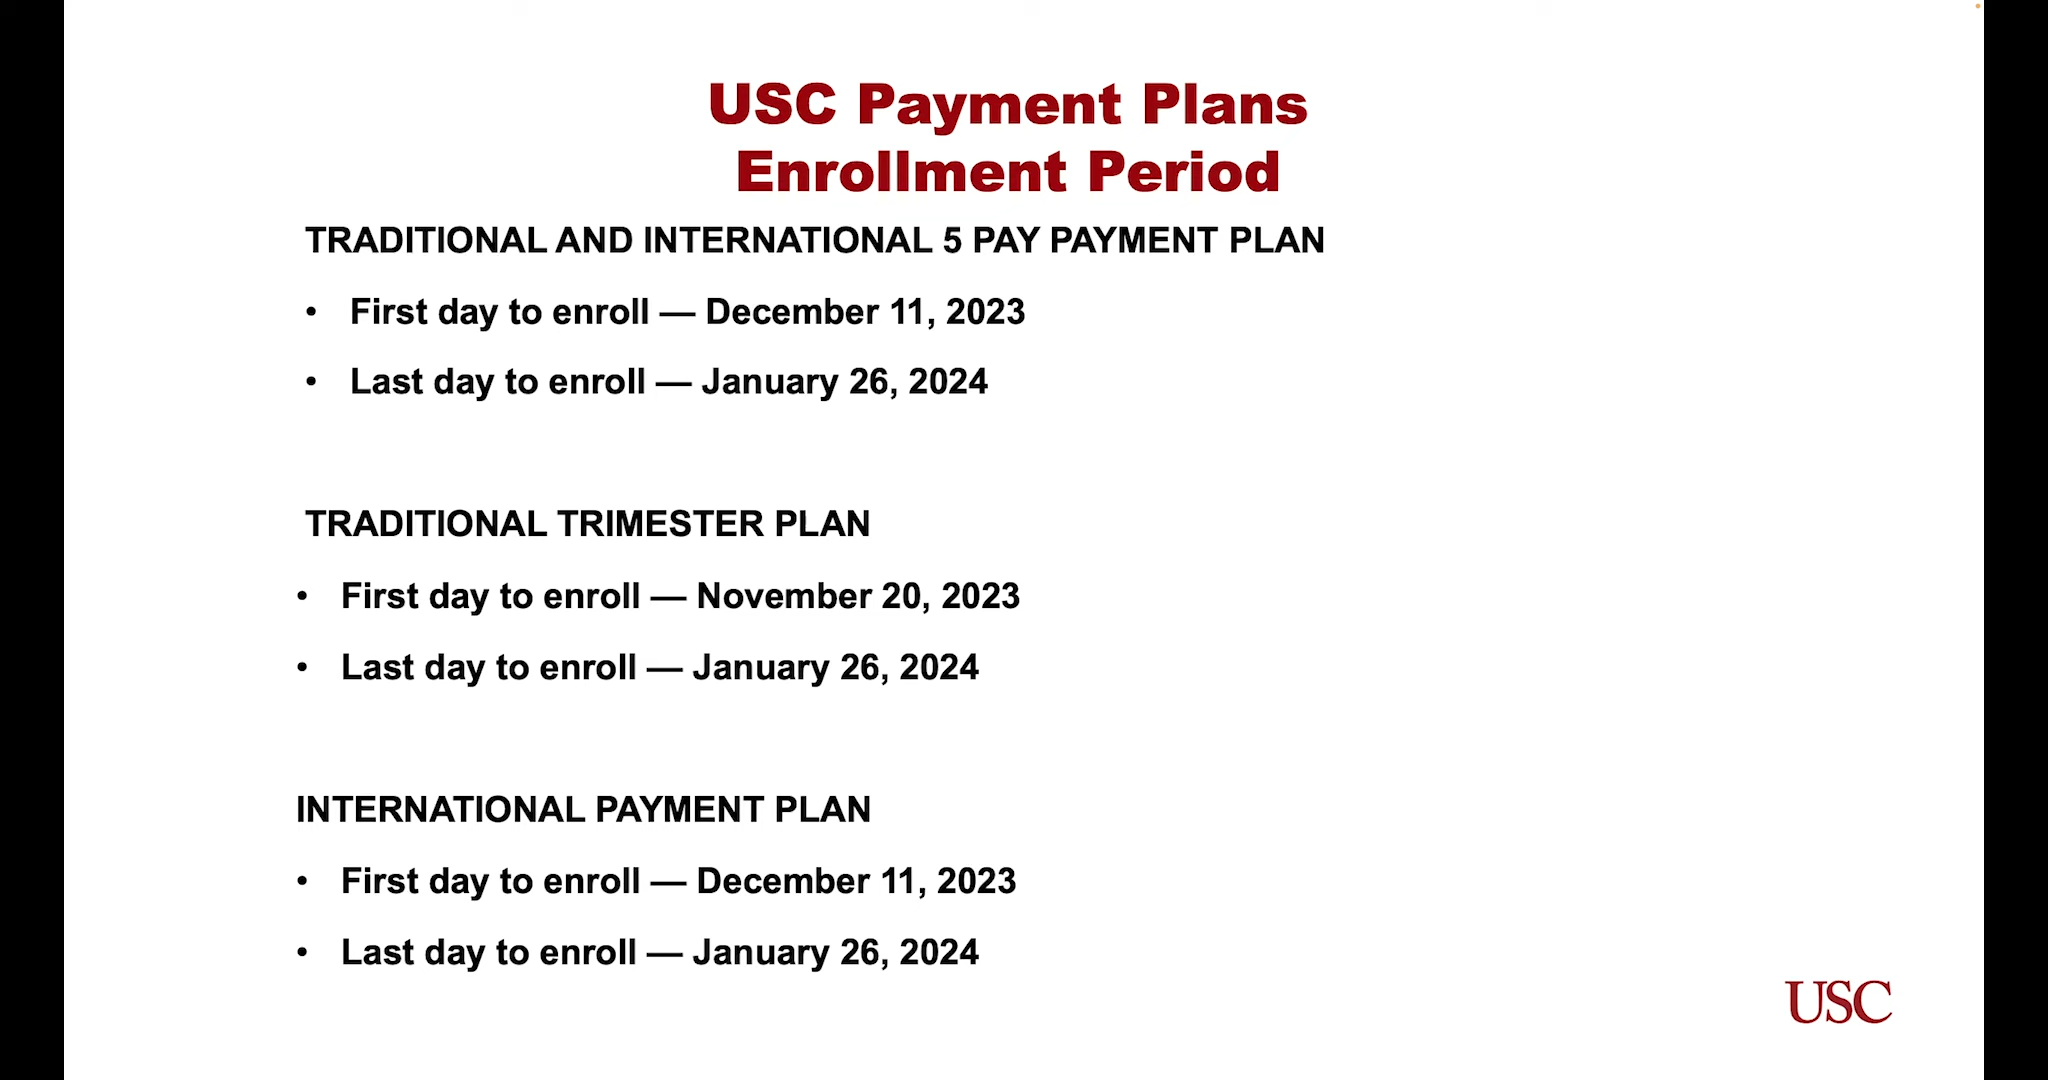 USC Payment Plans
Enrollment Period
TRADITIONAL AND INTERNATIONAL 5 PAY PAYMENT PLAN
• First day to enroll — December 11, 2023
• Last day to enroll — January 26, 2024
TRADITIONAL TRIMESTER PLAN
• First day to enroll — November 20, 2023
• Last day to enroll — January 26, 2024
INTERNATIONAL PAYMENT PLAN
• First day to enroll — December 11, 2023
• Last day to enroll — January 26, 2024
USC